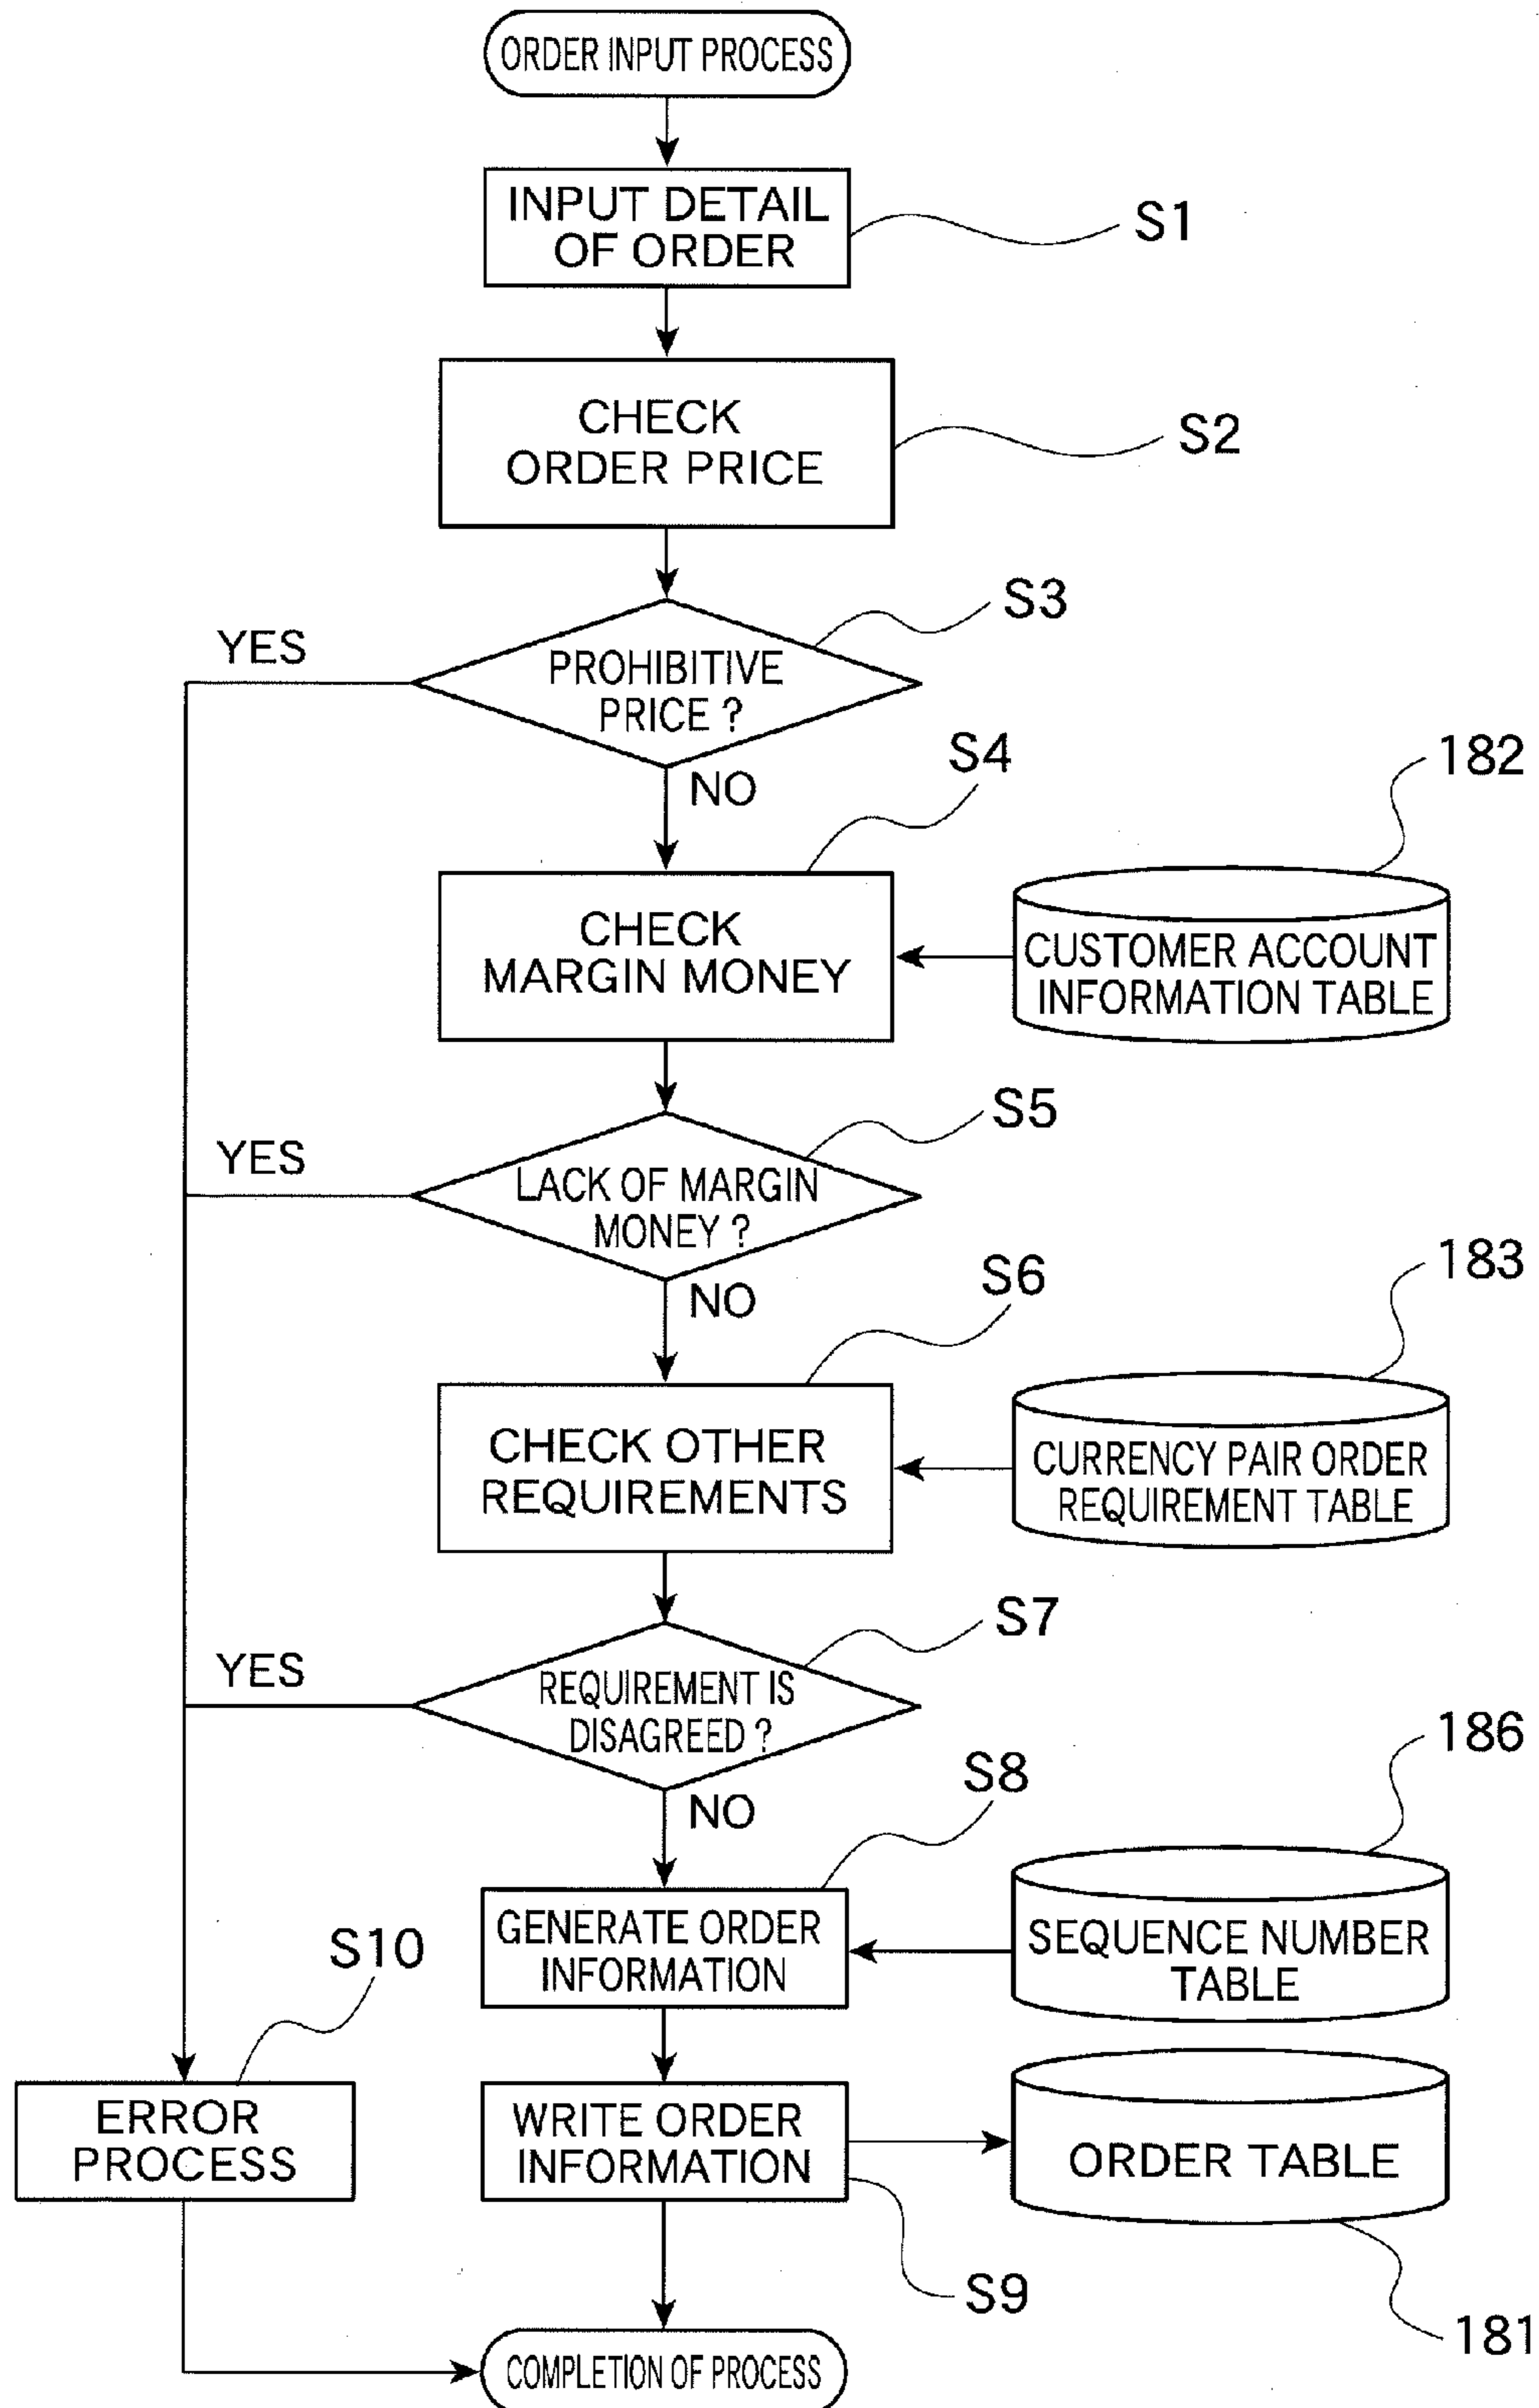 ORDER INPUT PROCESS
INPUT DETAIL
OF ORDER
S1
CHECK
ORDER PRICE
S2
S3
YES
PROHIBITIVE
PRICE ?
NO
S4
182
CHECK
MARGIN MONEY
CUSTOMER ACCOUNT
INFORMATION TABLE
S5
YES
LACK OF MARGIN
MONEY ?
NO
S6
183
CHECK OTHER
REQUIREMENTS
CURRENCY PAIR ORDER
REQUIREMENT TABLE
S7
YES
REQUIREMENT IS
DISAGREED ?
NO
S8
186
GENERATE ORDER
INFORMATION
SEQUENCE NUMBER
TABLE
S10
ERROR
PROCESS
WRITE ORDER
INFORMATION
ORDER TABLE
S9
181
COMPLETION OF PROCESS